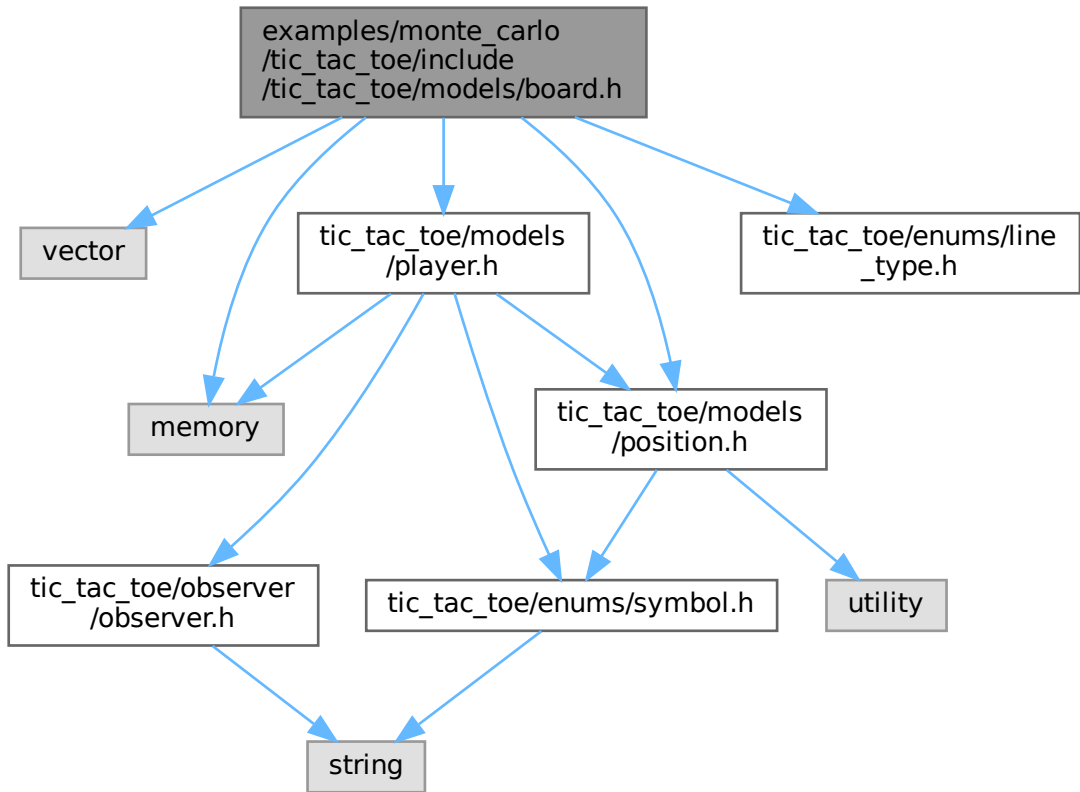 examples/monte_carlo
/tic_tac_toe/include
/tic_tac_toe/models/board.h
vector
tic_tac_toe/models
/player.h
tic_tac_toe/enums/line
_type.h
memory
tic_tac_toe/models
/position.h
tic_tac_toe/observer
/observer.h
tic_tac_toe/enums/symbol.h
utility
string